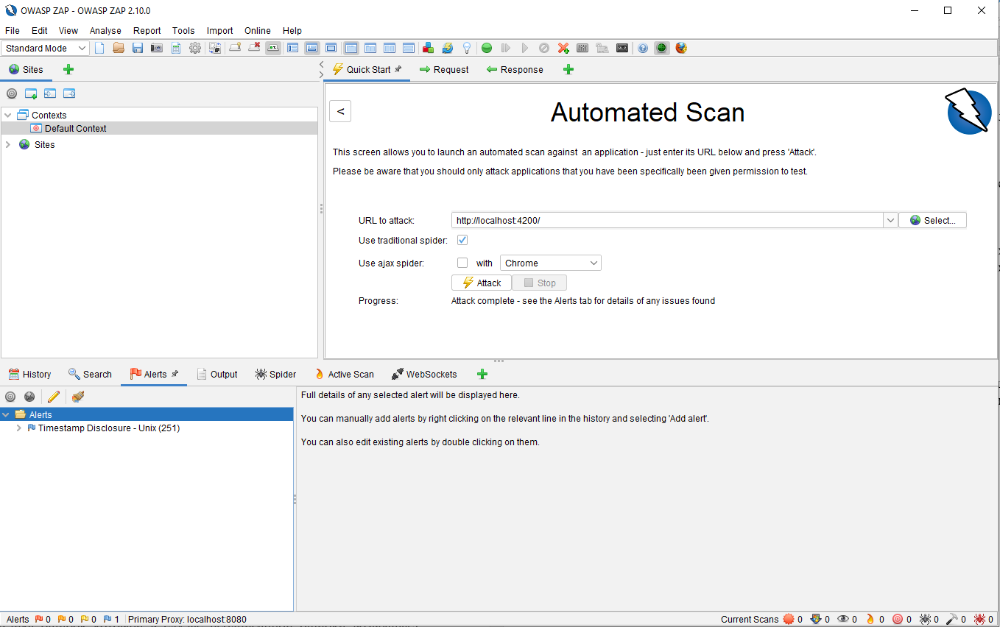 OWASP ZAP - OWASP ZAP 2.10.0
File Edit View Analyse Report Tools Import Online Help
Standard Mode
Sites
Quick Start Request Response
Contexts
Default Context
Sites
<
Automated Scan
This screen allows you to launch an automated scan against  an application - just enter its URL below and press 'Attack'.
Please be aware that you should only attack applications that you have been specifically been given permission to test.
URL to attack: http://localhost:4200/ Select...
Use traditional spider:
Use ajax spider: with Chrome
Attack Stop
Progress: Attack complete - see the Alerts tab for details of any issues found
History Search Alerts Output Spider Active Scan WebSockets
Alerts
Timestamp Disclosure - Unix (251)
Full details of any selected alert will be displayed here.
You can manually add alerts by right clicking on the relevant line in the history and selecting 'Add alert'.
You can also edit existing alerts by double clicking on them.
Alerts 0 0 0 1 Primary Proxy: localhost:8080 Current Scans 0 0 0 0 0 0 0 0